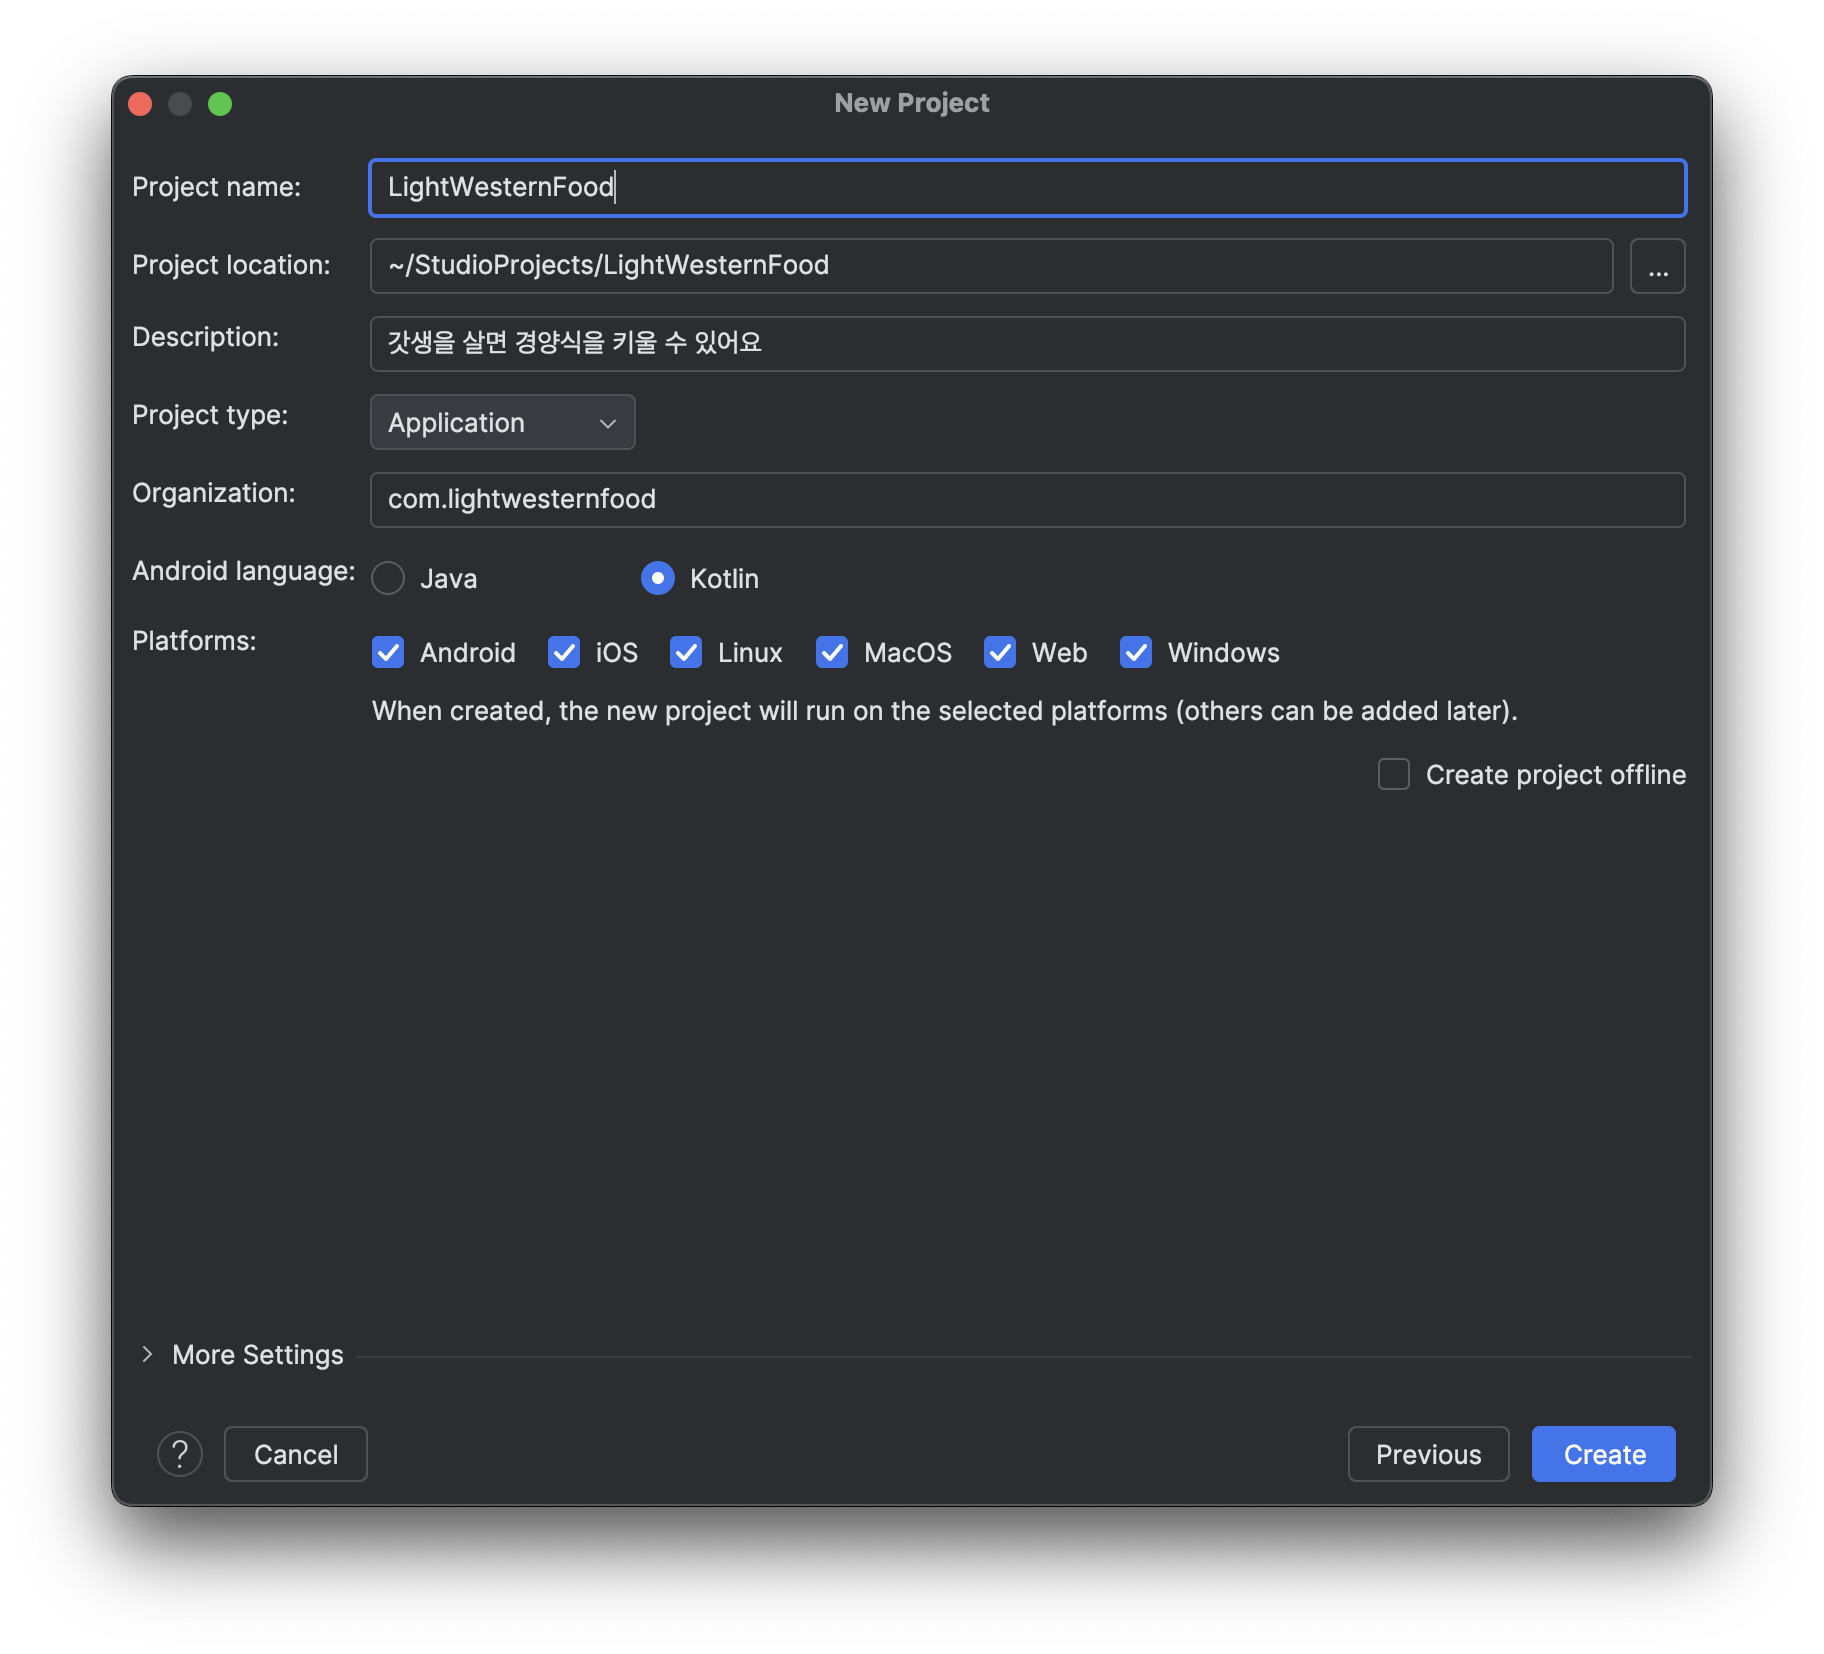 New Project
Project name: LightWesternFood
Project location: ~/StudioProjects/LightWesternFood ...
Description: 갓생을 살면 경양식을 키울 수 있어요
Project type: Application
Organization: com.lightwesternfood
Android language: Java Kotlin
Platforms: Android iOS Linux MacOS Web Windows
When created, the new project will run on the selected platforms (others can be added later).
Create project offline
More Settings
? Cancel Previous Create